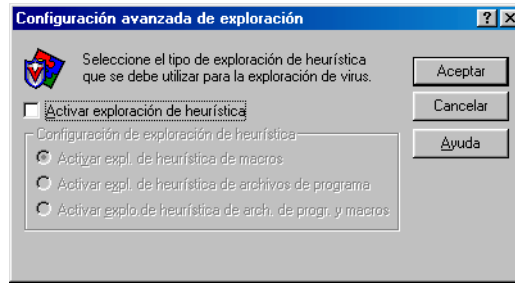 Configuración avanzada de exploración
Seleccione el tipo de exploración de heurística
que se debe utilizar para la exploración de virus.
Aceptar
Activar exploración de heurística
Cancelar
Configuración de exploración de heurística
Ayuda
Activar expl. de heurística de macros
Activar expl. de heurística de archivos de programa
Activar explo.de heurística de arch. de progr. y macros